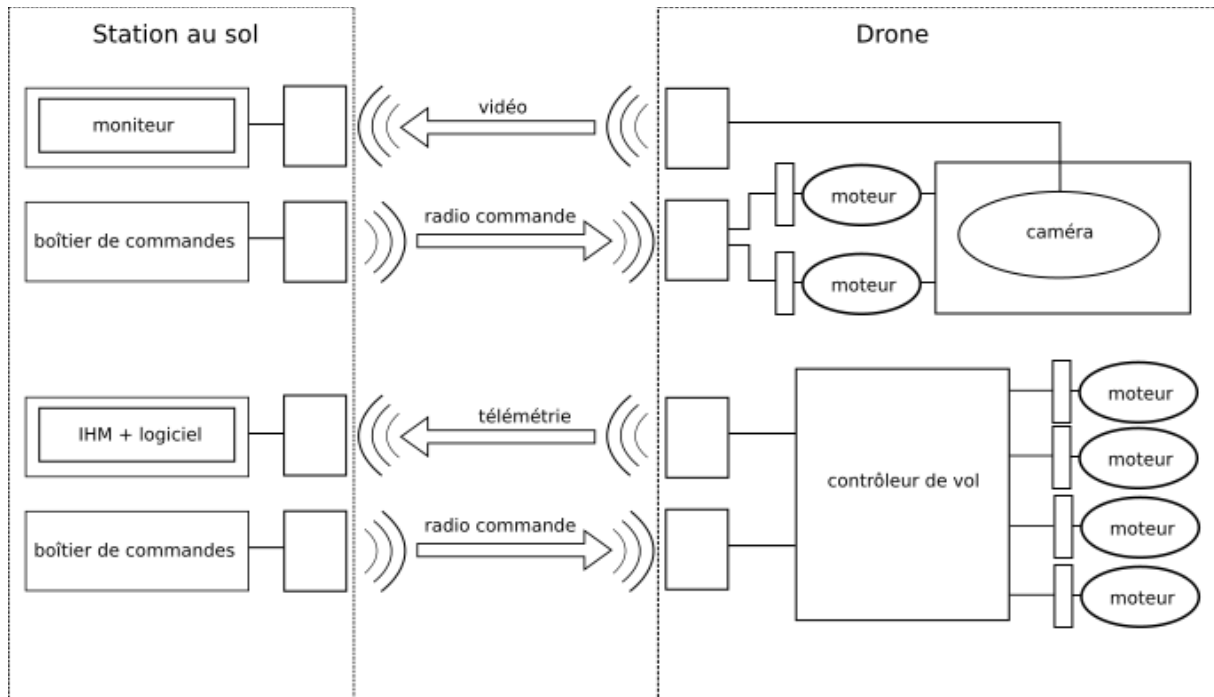 Station au sol
Drone
moniteur
vidéo
boîtier de commandes
radio commande
moteur
moteur
caméra
IHM + logiciel
télémétrie
boîtier de commandes
radio commande
contrôleur de vol
moteur
moteur
moteur
moteur